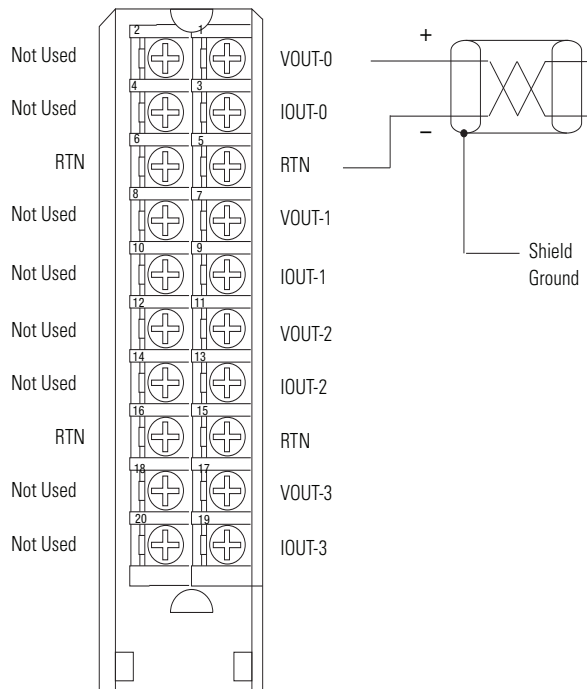 2 1
Not Used VOUT-0 +
4 3
Not Used IOUT-0
–
6 5
RTN RTN
8 7
Not Used VOUT-1
10 9
Not Used IOUT-1
Shield
Ground
12 11
Not Used VOUT-2
14 13
Not Used IOUT-2
16 15
RTN RTN
18 17
Not Used VOUT-3
20 19
Not Used IOUT-3